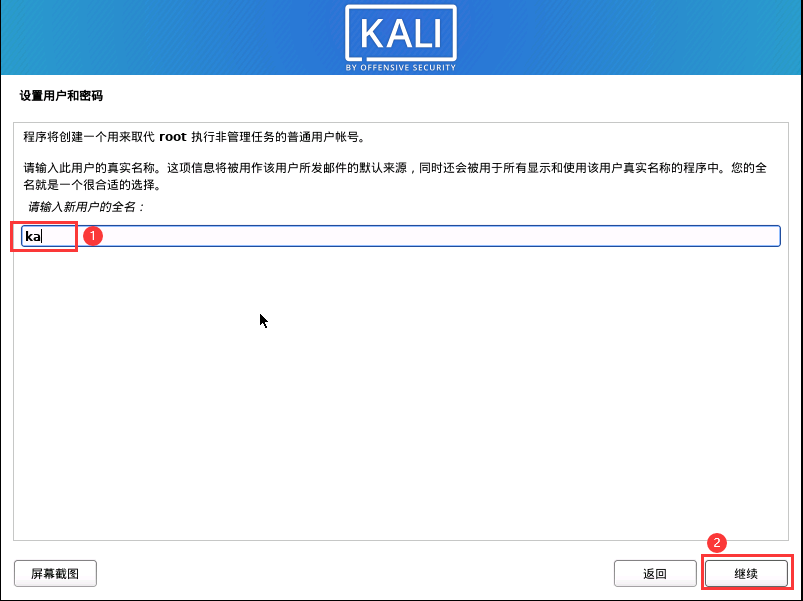 KALI
BY OFFENSIVE SECURITY
设置用户和密码
程序将创建一个用来取代 root 执行非管理任务的普通用户帐号。
请输入此用户的真实名称。这项信息将被用作该用户所发邮件的默认来源，同时还会被用于所有显示和使用该用户真实名称的程序中。您的全
名就是一个很合适的选择。
请输入新用户的全名：
ka
1
2
屏幕截图
返回
继续